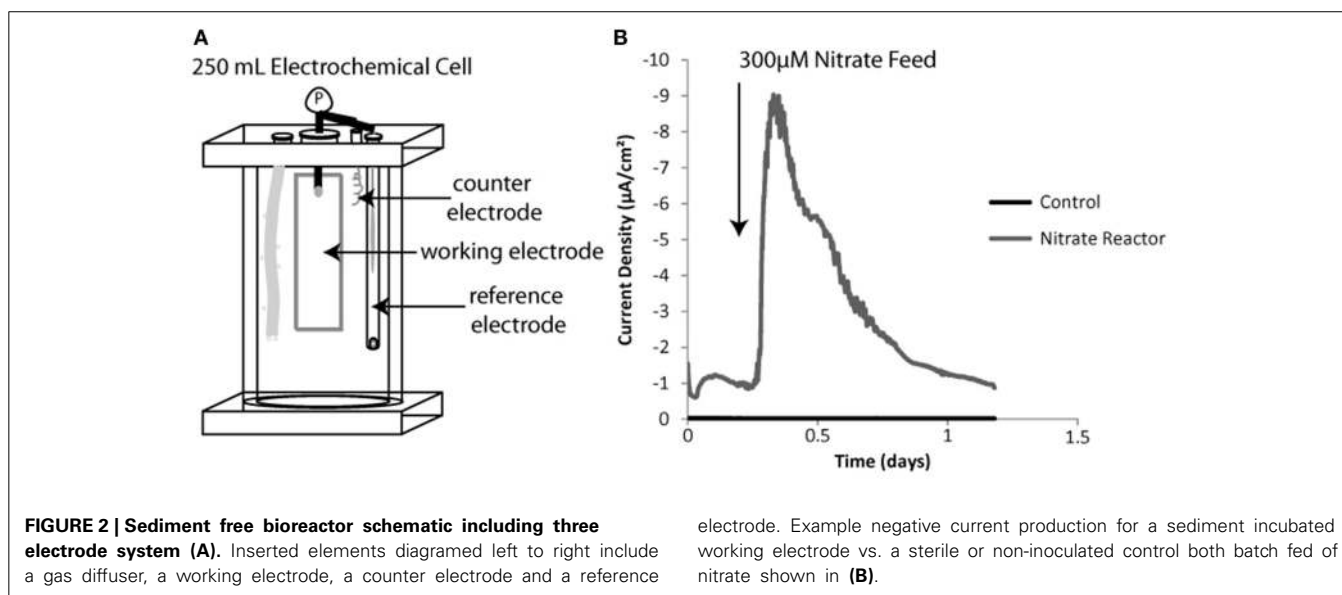 A
250 mL Electrochemical Cell
P
counter
electrode
working electrode
reference
electrode
B
300µM Nitrate Feed
-10
-9
-8
-7
-6
-5
-4
-3
-2
-1
0
Current Density (µA/cm²)
0
0.5
1
1.5
Time (days)
Control
Nitrate Reactor
FIGURE 2 | Sediment free bioreactor schematic including three
electrode system (A). Inserted elements diagramed left to right include
a gas diffuser, a working electrode, a counter electrode and a reference
electrode. Example negative current production for a sediment incubated
working electrode vs. a sterile or non-inoculated control both batch fed of
nitrate shown in (B).